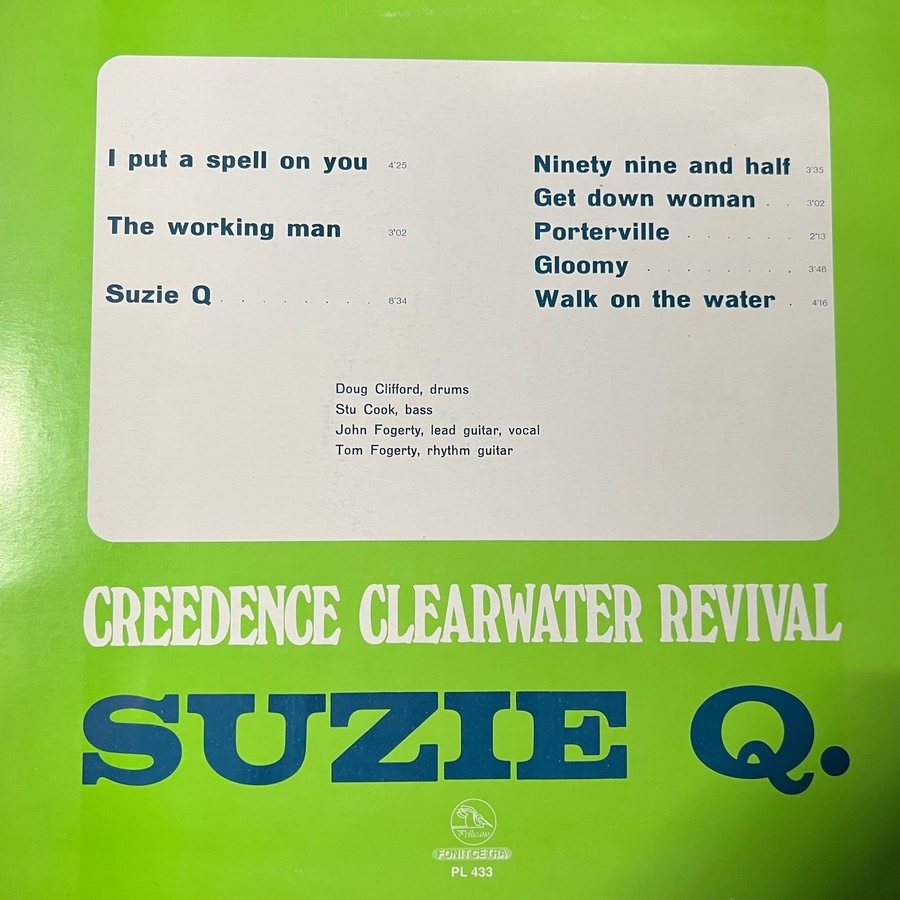 I put a spell on you 4'25
The working man 3'02
Suzie Q . . . . . . . . 8'34
Ninety nine and half 3'35
Get down woman . . 3'02
Porterville . . . . . . 2'13
Gloomy . . . . . . . . 3'48
Walk on the water . 4'16
Doug Clifford, drums
Stu Cook, bass
John Fogerty, lead guitar, vocal
Tom Fogerty, rhythm guitar
CREEDENCE CLEARWATER REVIVAL
SUZIE Q.
Pellicano
FONIT CETRA
PL 433